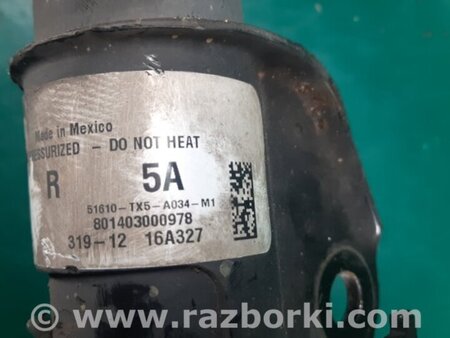 Made in Mexico
PRESSURIZED - DO NOT HEAT
R 5A
51610-TX5-A034-M1
801403000978
319-12 16A327
www.razborki.com